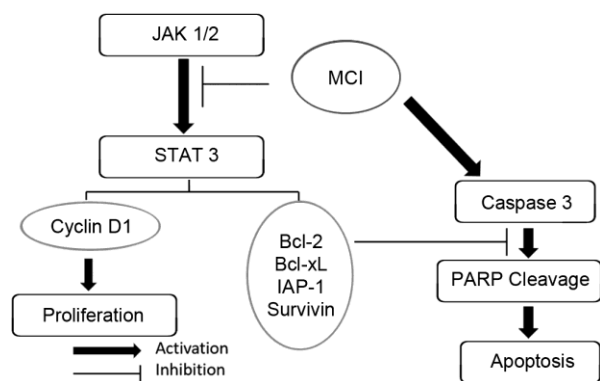 JAK 1/2
MCI
STAT 3
Cyclin D1
Caspase 3
Bcl-2
Bcl-xL
IAP-1
Survivin
PARP Cleavage
Proliferation
Activation
Inhibition
Apoptosis